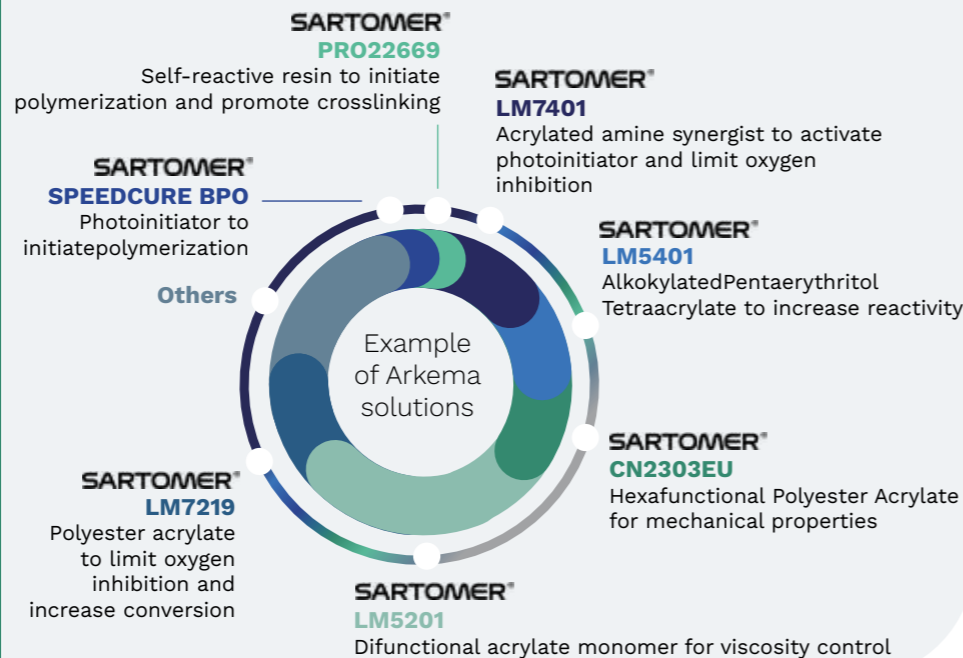 SARTOMER®
PRO22669
Self-reactive resin to initiate
polymerization and promote crosslinking
SARTOMER®
LM7401
Acrylated amine synergist to activate
photoinitiator and limit oxygen
inhibition
SARTOMER®
SPEEDCURE BPO
Photoinitiator to
initiatepolymerization
SARTOMER®
LM5401
AlkokylatedPentaerythritol
Tetraacrylate to increase reactivity
Others
Example
of Arkema
solutions
SARTOMER®
CN2303EU
Hexafunctional Polyester Acrylate
for mechanical properties
SARTOMER®
LM7219
Polyester acrylate
to limit oxygen
inhibition and
increase conversion
SARTOMER®
LM5201
Difunctional acrylate monomer for viscosity control